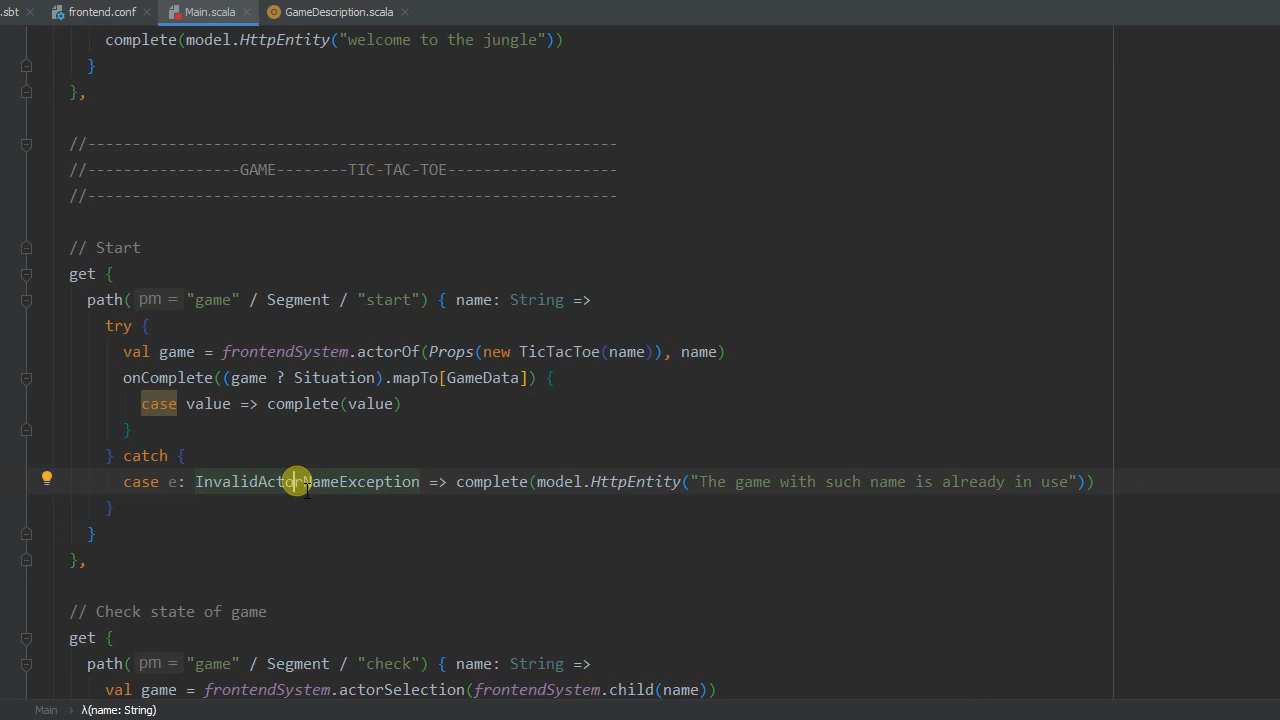 .sbt frontend.conf Main.scala GameDescription.scala
complete(model.HttpEntity("welcome to the jungle"))
}
},
//-----------------------------------------------------------
//-----------------GAME--------TIC-TAC-TOE-------------------
//-----------------------------------------------------------
// Start
get {
path( pm = "game" / Segment / "start") { name: String =>
try {
val game = frontendSystem.actorOf(Props(new TicTacToe(name)), name)
onComplete((game ? Situation).mapTo[GameData]) {
case value => complete(value)
}
} catch {
case e: InvalidActorNameException => complete(model.HttpEntity("The game with such name is already in use"))
}
}
},
// Check state of game
get {
path( pm = "game" / Segment / "check") { name: String =>
val game = frontendSystem.actorSelection(frontendSystem.child(name))
Main λ(name: String)